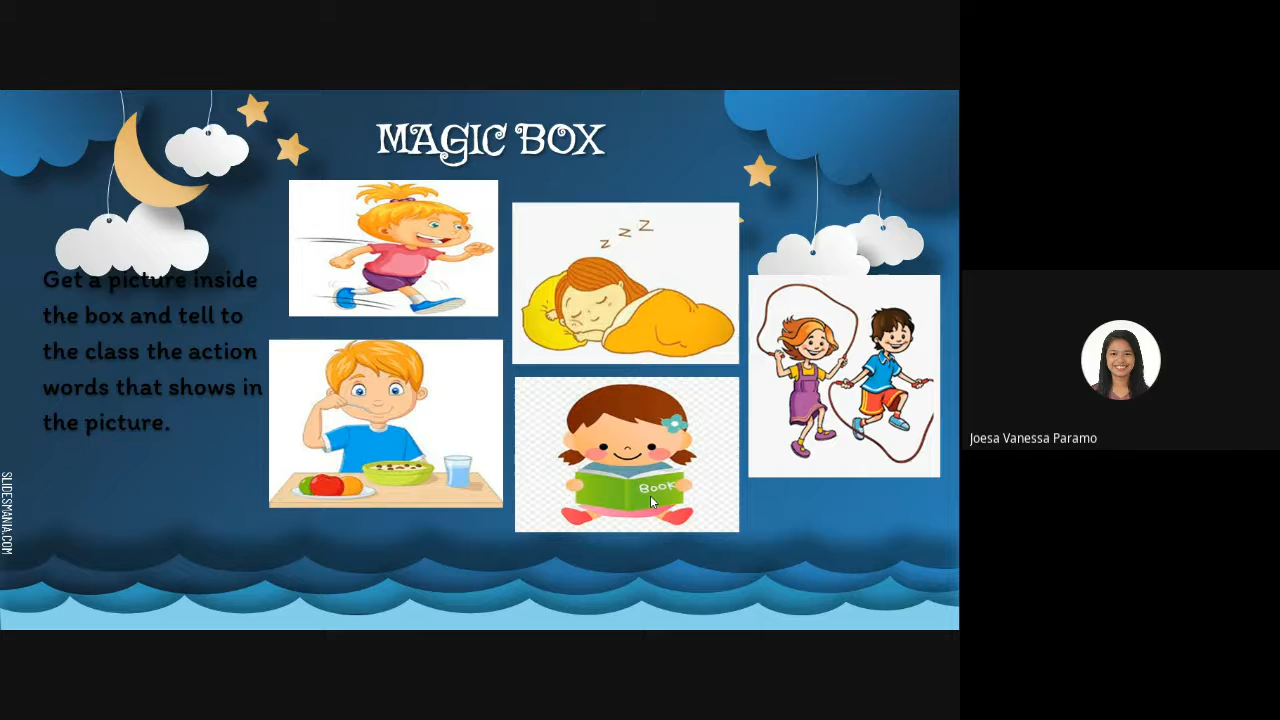 MAGIC BOX
Get a picture inside
the box and tell to
the class the action
words that shows in
the picture.
z z z
Book
SLIDESMANIA.COM
Joesa Vanessa Paramo